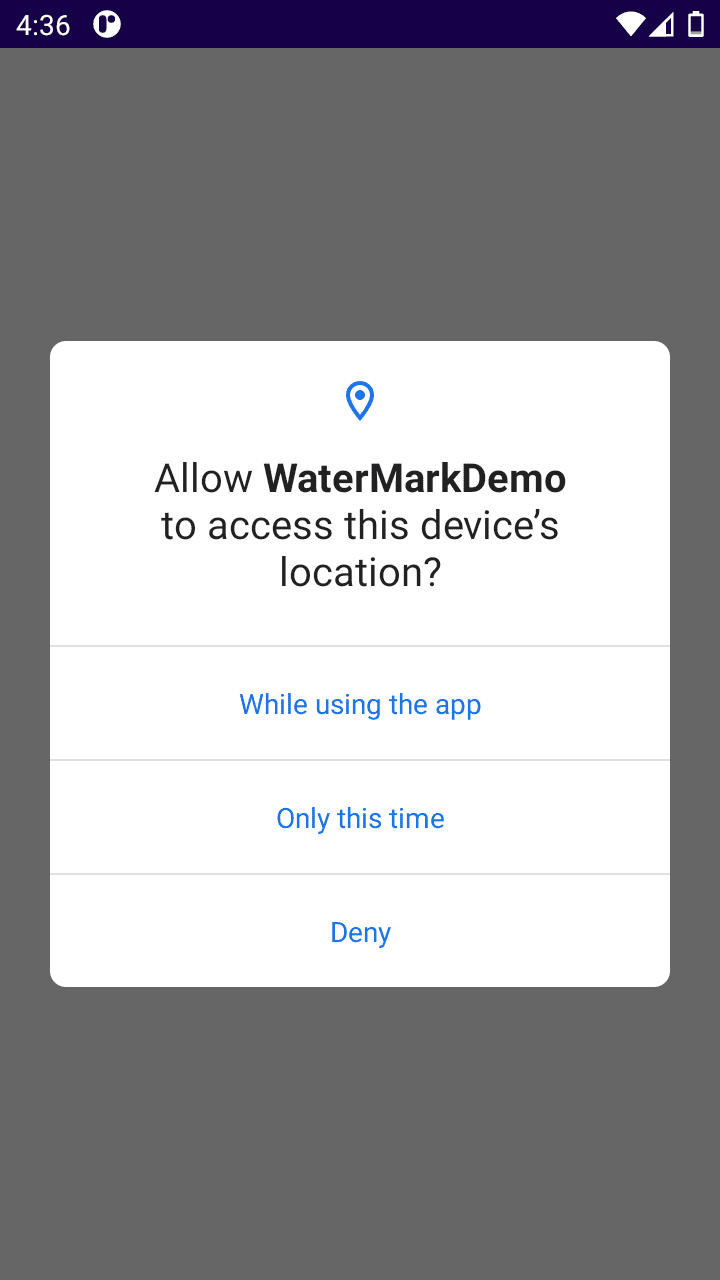 4:36
Allow WaterMarkDemo
to access this device’s
location?
While using the app
Only this time
Deny